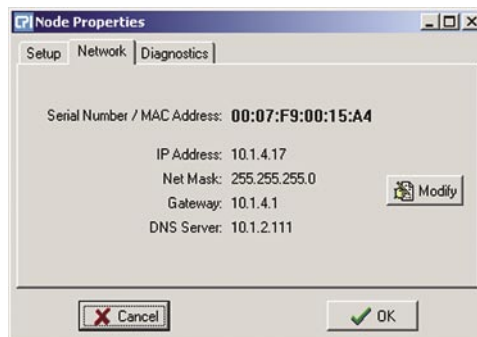 CPI Node Properties
Setup Network Diagnostics
Serial Number / MAC Address: 00:07:F9:00:15:A4
IP Address: 10.1.4.17
Net Mask: 255.255.255.0
Modify
Gateway: 10.1.4.1
DNS Server: 10.1.2.111
Cancel OK